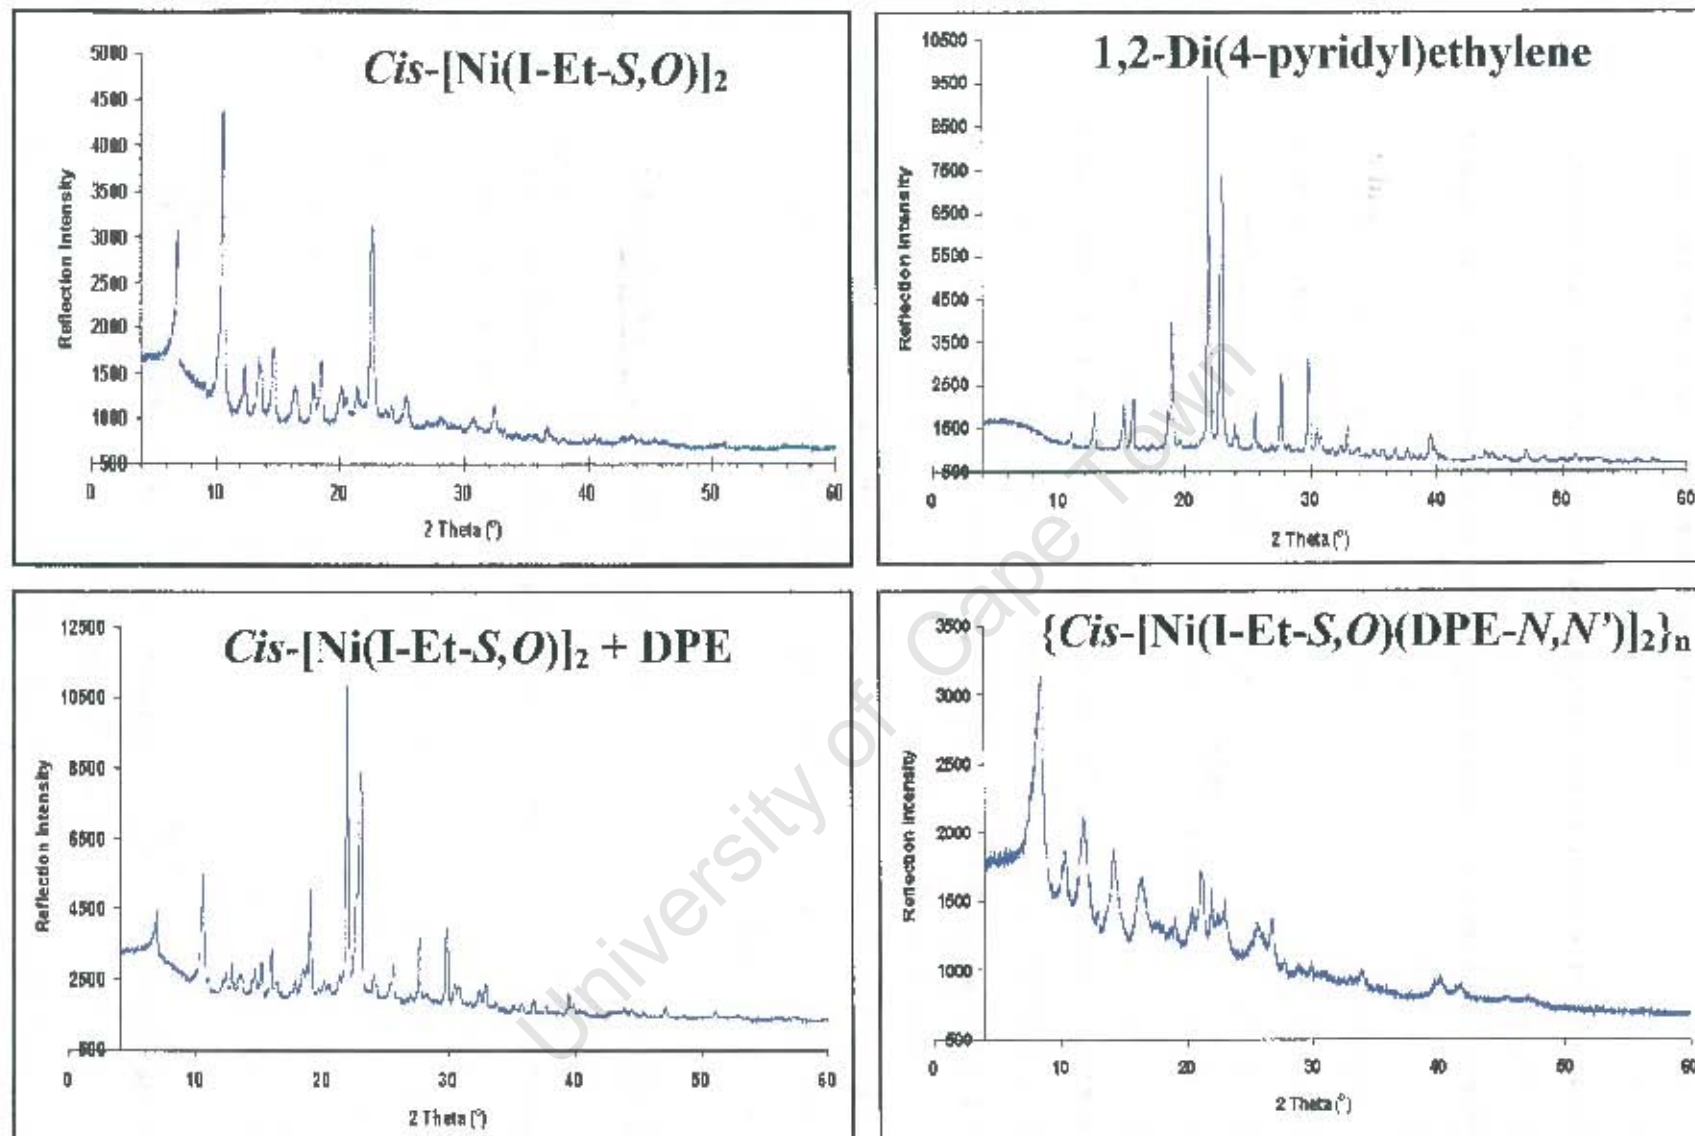 Cis-[Ni(I-Et-S,O)]2
5000
4500
4000
3500
3000
2500
2000
1500
1000
500
Reflection Intensity
0 10 20 30 40 50 60
2 Theta (°)
1,2-Di(4-pyridyl)ethylene
10500
9500
8500
7500
6500
5500
4500
3500
2500
1500
500
Reflection Intensity
0 10 20 30 40 50 60
2 Theta (°)
Cis-[Ni(I-Et-S,O)]2 + DPE
12500
10500
8500
6500
4500
2500
500
Reflection Intensity
0 10 20 30 40 50 60
2 Theta (°)
{Cis-[Ni(I-Et-S,O)(DPE-N,N’)]2}n
3500
3000
2500
2000
1500
1000
500
Reflection Intensity
0 10 20 30 40 50 60
2 Theta (°)
University of Cape Town